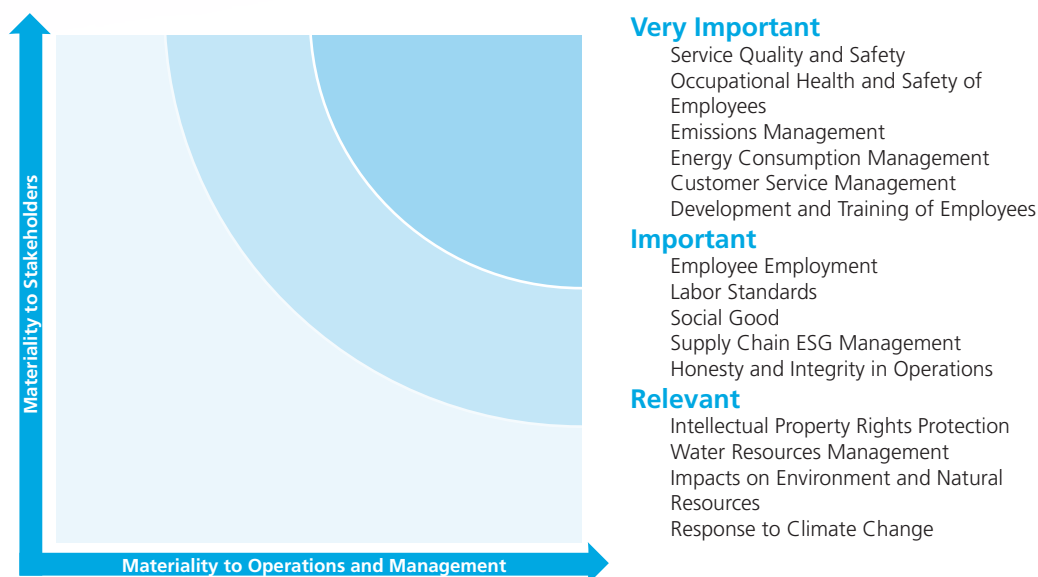 Materiality to Stakeholders
Materiality to Operations and Management
Very Important
Service Quality and Safety
Occupational Health and Safety of
Employees
Emissions Management
Energy Consumption Management
Customer Service Management
Development and Training of Employees
Important
Employee Employment
Labor Standards
Social Good
Supply Chain ESG Management
Honesty and Integrity in Operations
Relevant
Intellectual Property Rights Protection
Water Resources Management
Impacts on Environment and Natural
Resources
Response to Climate Change